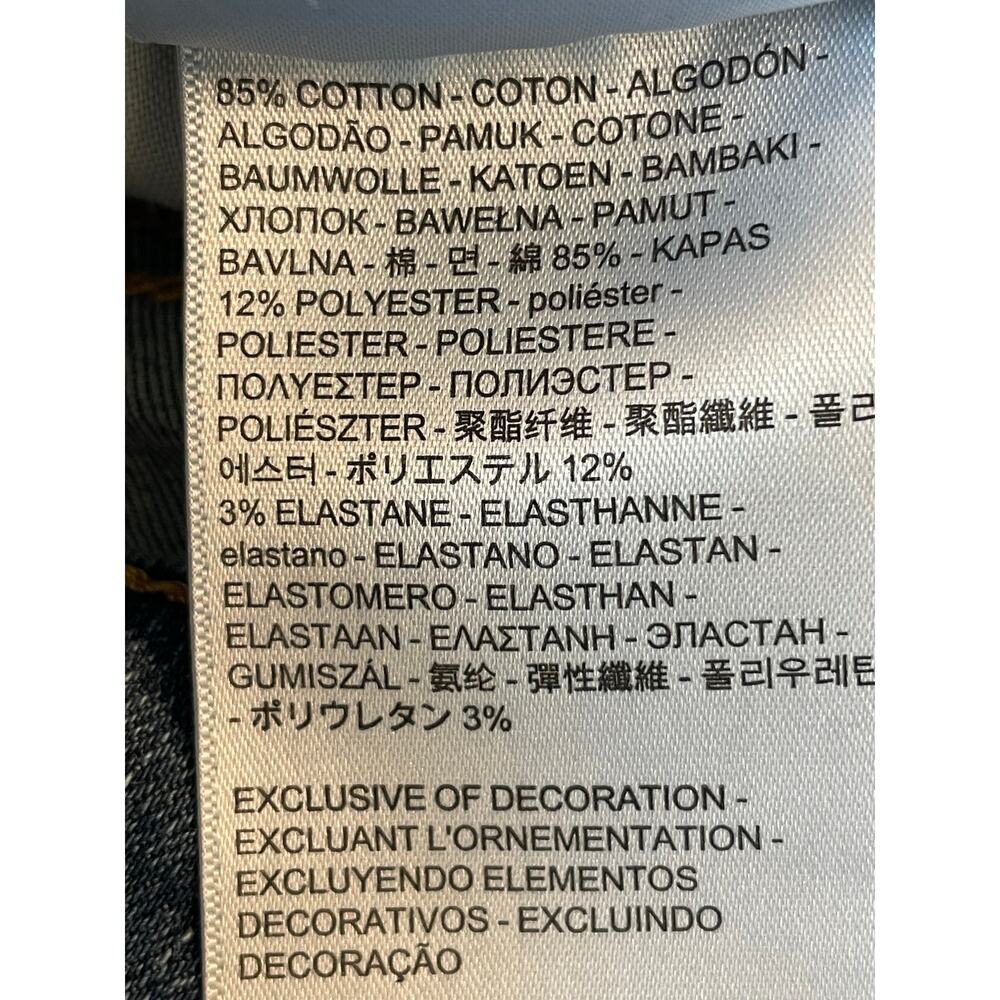 85% COTTON - COTON - ALGODÓN -
ALGODÃO - PAMUK - COTONE -
BAUMWOLLE - KATOEN - BAMBAKI -
ХЛОПОК - BAWEŁNA - PAMUT -
BAVLNA - 棉 - 면 - 綿 85% - KAPAS
12% POLYESTER - poliéster -
POLIESTER - POLIESTERE -
ΠΟΛΥΕΣΤΕΡ - ПОЛИЭСТЕР -
POLIÉSZTER - 聚酯纤维 - 聚酯纖維 - 폴리
에스터 - ポリエステル 12%
3% ELASTANE - ELASTHANNE -
elastano - ELASTANO - ELASTAN -
ELASTOMERO - ELASTHAN -
ELASTAAN - ΕΛΑΣΤΑΝΗ - ЭЛАСТАН -
GUMISZÁL - 氨纶 - 彈性纖維 - 폴리우레탄
- ポリウレタン 3%
EXCLUSIVE OF DECORATION -
EXCLUANT L'ORNEMENTATION -
EXCLUYENDO ELEMENTOS
DECORATIVOS - EXCLUINDO
DECORAÇÃO